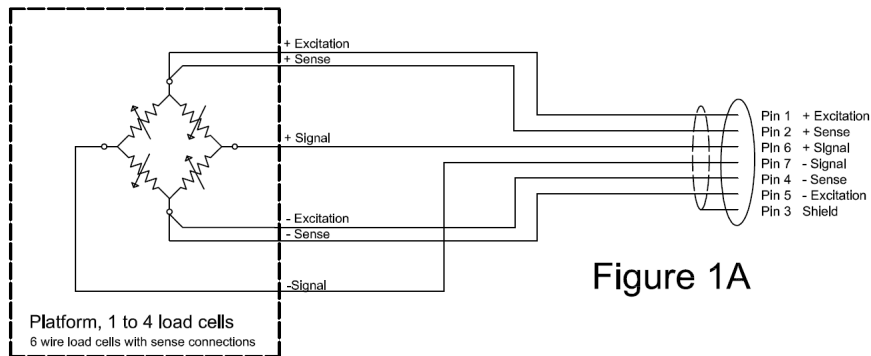 + Excitation
+ Sense
+ Signal
- Excitation
- Sense
-Signal
Pin 1 + Excitation
Pin 2 + Sense
Pin 6 + Signal
Pin 7 - Signal
Pin 4 - Sense
Pin 5 - Excitation
Pin 3 Shield
Figure 1A
Platform, 1 to 4 load cells
6 wire load cells with sense connections